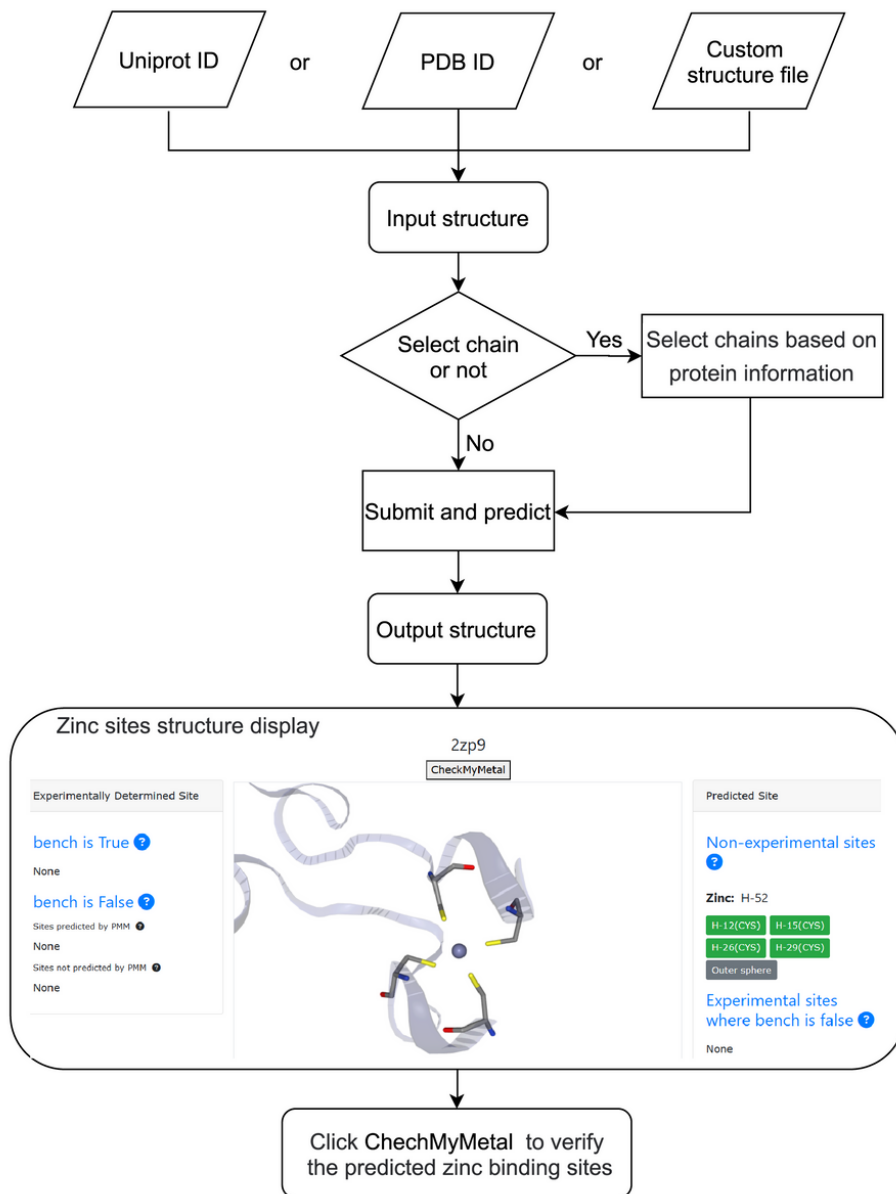 Uniprot ID
or
PDB ID
or
Custom
structure file
Input structure
Select chain
or not
Yes
Select chains based on
protein information
No
Submit and predict
Output structure
Zinc sites structure display
2zp9
CheckMyMetal
Experimentally Determined Site
bench is True ?
None
bench is False ?
Sites predicted by PMM ?
None
Sites not predicted by PMM ?
None
Predicted Site
Non-experimental sites
?
Zinc: H-52
H-12(CYS) H-15(CYS)
H-26(CYS) H-29(CYS)
Outer sphere
Experimental sites
where bench is false ?
None
Click ChechMyMetal to verify
the predicted zinc binding sites